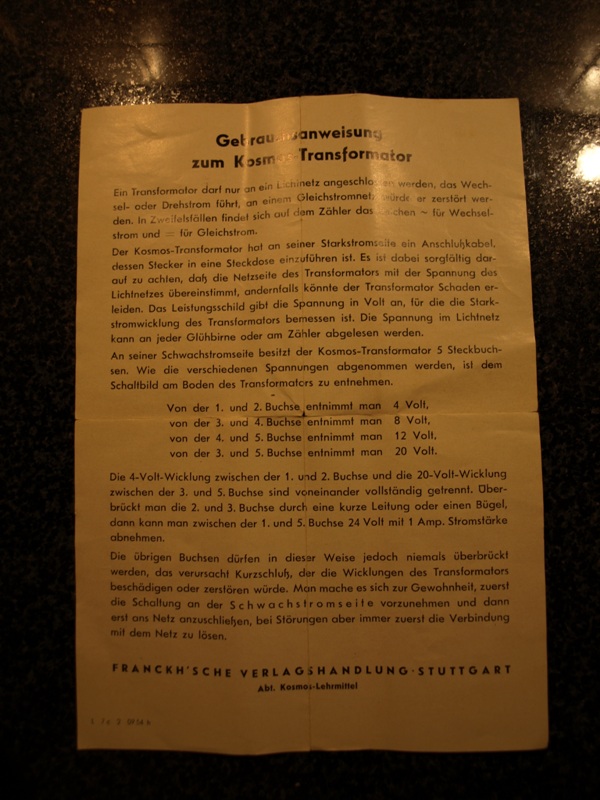 Gebrauchsanweisung
zum Kosmos-Transformator
Ein Transformator darf nur an ein Lichtnetz angeschlossen werden, das Wech-
sel- oder Drehstrom führt, an einem Gleichstromnetz würde er zerstört wer-
den. In Zweifelsfällen findet sich auf dem Zähler das Zeichen ~ für Wechsel-
strom und = für Gleichstrom.
Der Kosmos-Transformator hat an seiner Starkstromseite ein Anschlußkabel,
dessen Stecker in eine Steckdose einzuführen ist. Es ist dabei sorgfältig dar-
auf zu achten, daß die Netzseite des Transformators mit der Spannung des
Lichtnetzes übereinstimmt, andernfalls könnte der Transformator Schaden er-
leiden. Das Leistungsschild gibt die Spannung in Volt an, für die die Stark-
stromwicklung des Transformators bemessen ist. Die Spannung im Lichtnetz
kann an jeder Glühbirne oder am Zähler abgelesen werden.
An seiner Schwachstromseite besitzt der Kosmos-Transformator 5 Steckbuch-
sen. Wie die verschiedenen Spannungen abgenommen werden, ist dem
Schaltbild am Boden des Transformators zu entnehmen.
Von der 1. und 2. Buchse entnimmt man 4 Volt,
von der 3. und 4. Buchse entnimmt man 8 Volt,
von der 4. und 5. Buchse entnimmt man 12 Volt,
von der 3. und 5. Buchse entnimmt man 20 Volt.
Die 4-Volt-Wicklung zwischen der 1. und 2. Buchse und die 20-Volt-Wicklung
zwischen der 3. und 5. Buchse sind voneinander vollständig getrennt. Über-
brückt man die 2. und 3. Buchse durch eine kurze Leitung oder einen Bügel,
dann kann man zwischen der 1. und 5. Buchse 24 Volt mit 1 Amp. Stromstärke
abnehmen.
Die übrigen Buchsen dürfen in dieser Weise jedoch niemals überbrückt
werden, das verursacht Kurzschluß, der die Wicklungen des Transformators
beschädigen oder zerstören würde. Man mache es sich zur Gewohnheit, zuerst
die Schaltung an der Schwachstromseite vorzunehmen und dann
erst ans Netz anzuschließen, bei Störungen aber immer zuerst die Verbindung
mit dem Netz zu lösen.
FRANCKH'SCHE VERLAGSHANDLUNG · STUTTGART
Abt. Kosmos-Lehrmittel